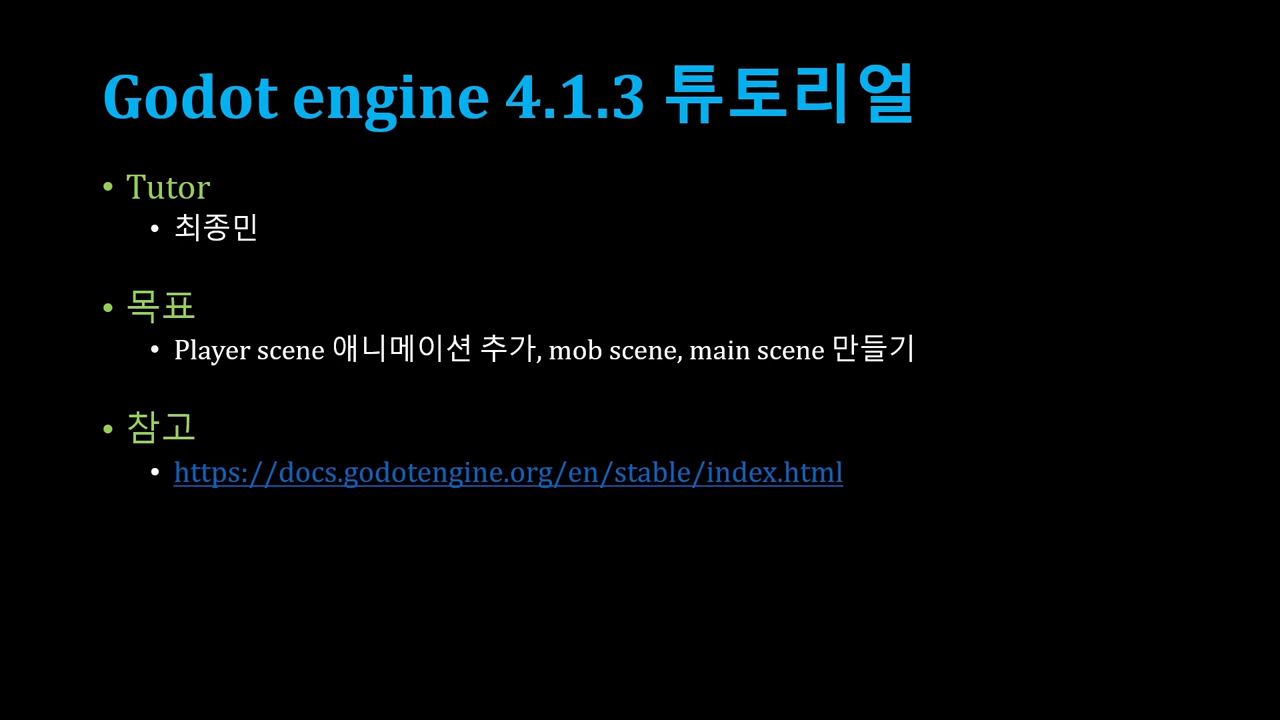 Godot engine 4.1.3 튜토리얼
• Tutor
• 최종민
• 목표
• Player scene 애니메이션 추가, mob scene, main scene 만들기
• 참고
• https://docs.godotengine.org/en/stable/index.html